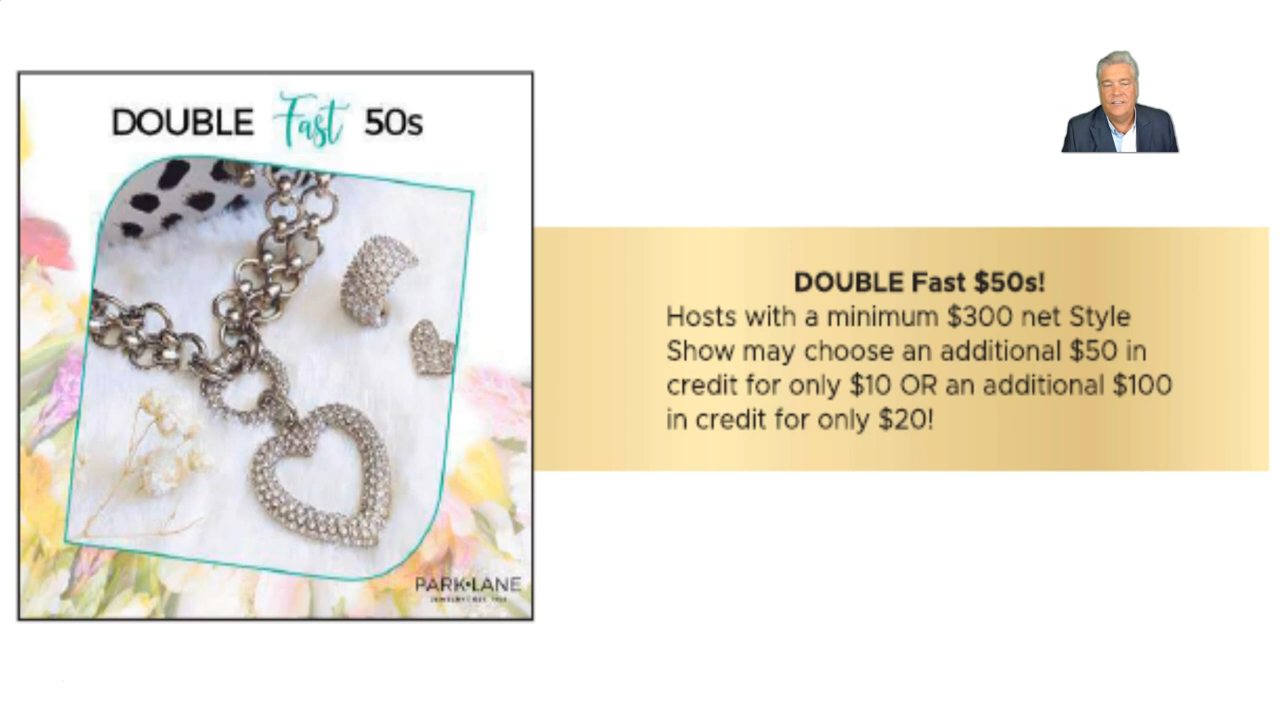 DOUBLE Fast 50s
PARK•LANE
DOUBLE Fast $50s!
Hosts with a minimum $300 net Style
Show may choose an additional $50 in
credit for only $10 OR an additional $100
in credit for only $20!